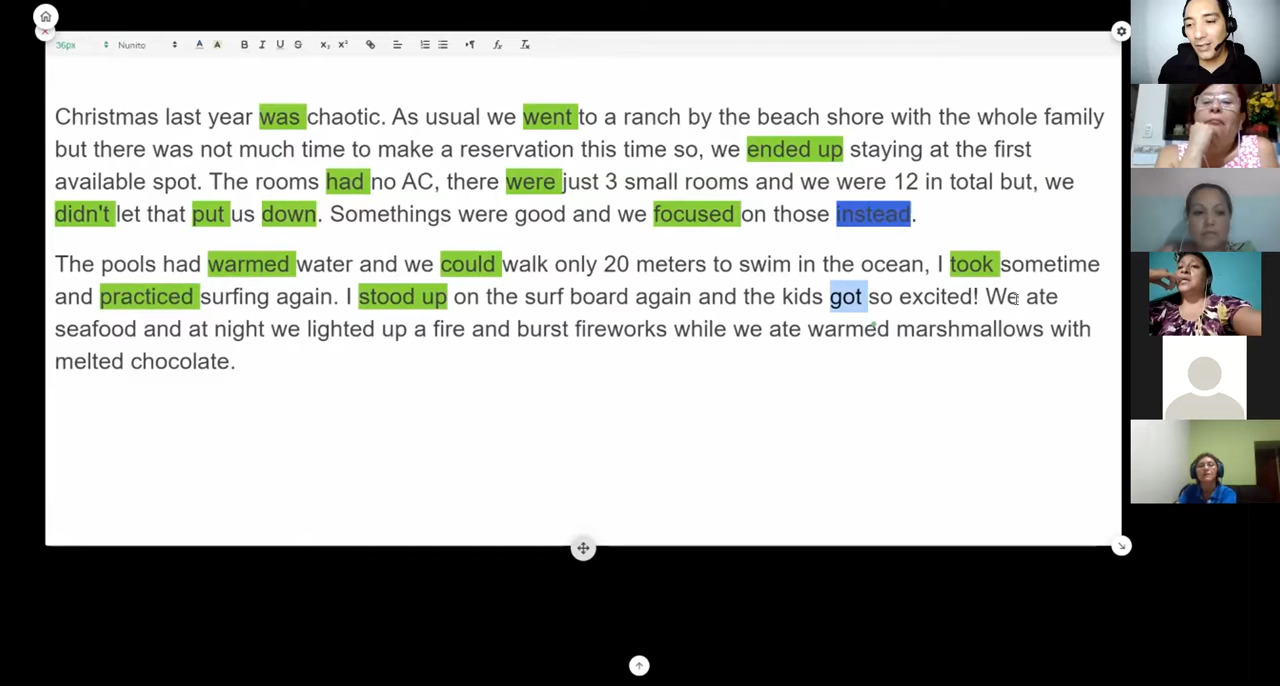 36px Nunito
Christmas last year was chaotic. As usual we went to a ranch by the beach shore with the whole family
but there was not much time to make a reservation this time so, we ended up staying at the first
available spot. The rooms had no AC, there were just 3 small rooms and we were 12 in total but, we
didn't let that put us down. Somethings were good and we focused on those instead.
The pools had warmed water and we could walk only 20 meters to swim in the ocean, I took sometime
and practiced surfing again. I stood up on the surf board again and the kids got so excited! We ate
seafood and at night we lighted up a fire and burst fireworks while we ate warmed marshmallows with
melted chocolate.